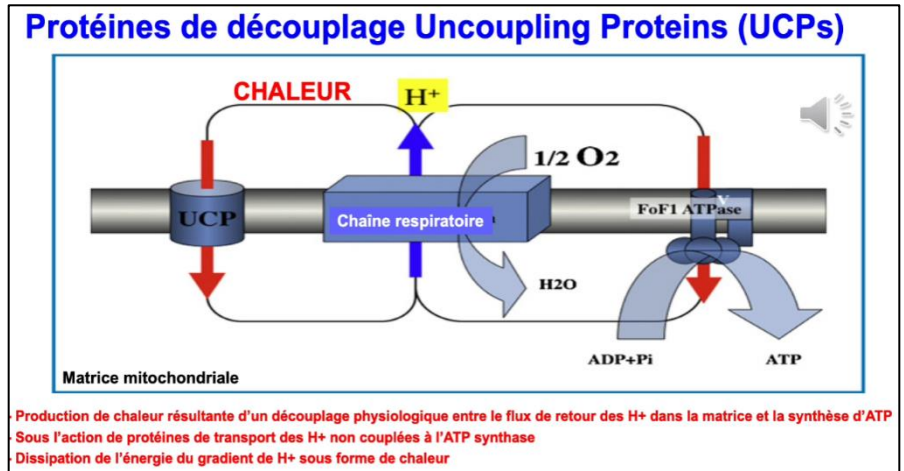 Protéines de découplage Uncoupling Proteins (UCPs)
CHALEUR
H+
1/2 O2
UCP
Chaîne respiratoire
FoF1 ATPase
H2O
ADP+Pi
ATP
Matrice mitochondriale
- Production de chaleur résultante d'un découplage physiologique entre le flux de retour des H+ dans la matrice et la synthèse d'ATP
- Sous l'action de protéines de transport des H+ non couplées à l'ATP synthase
- Dissipation de l'énergie du gradient de H+ sous forme de chaleur